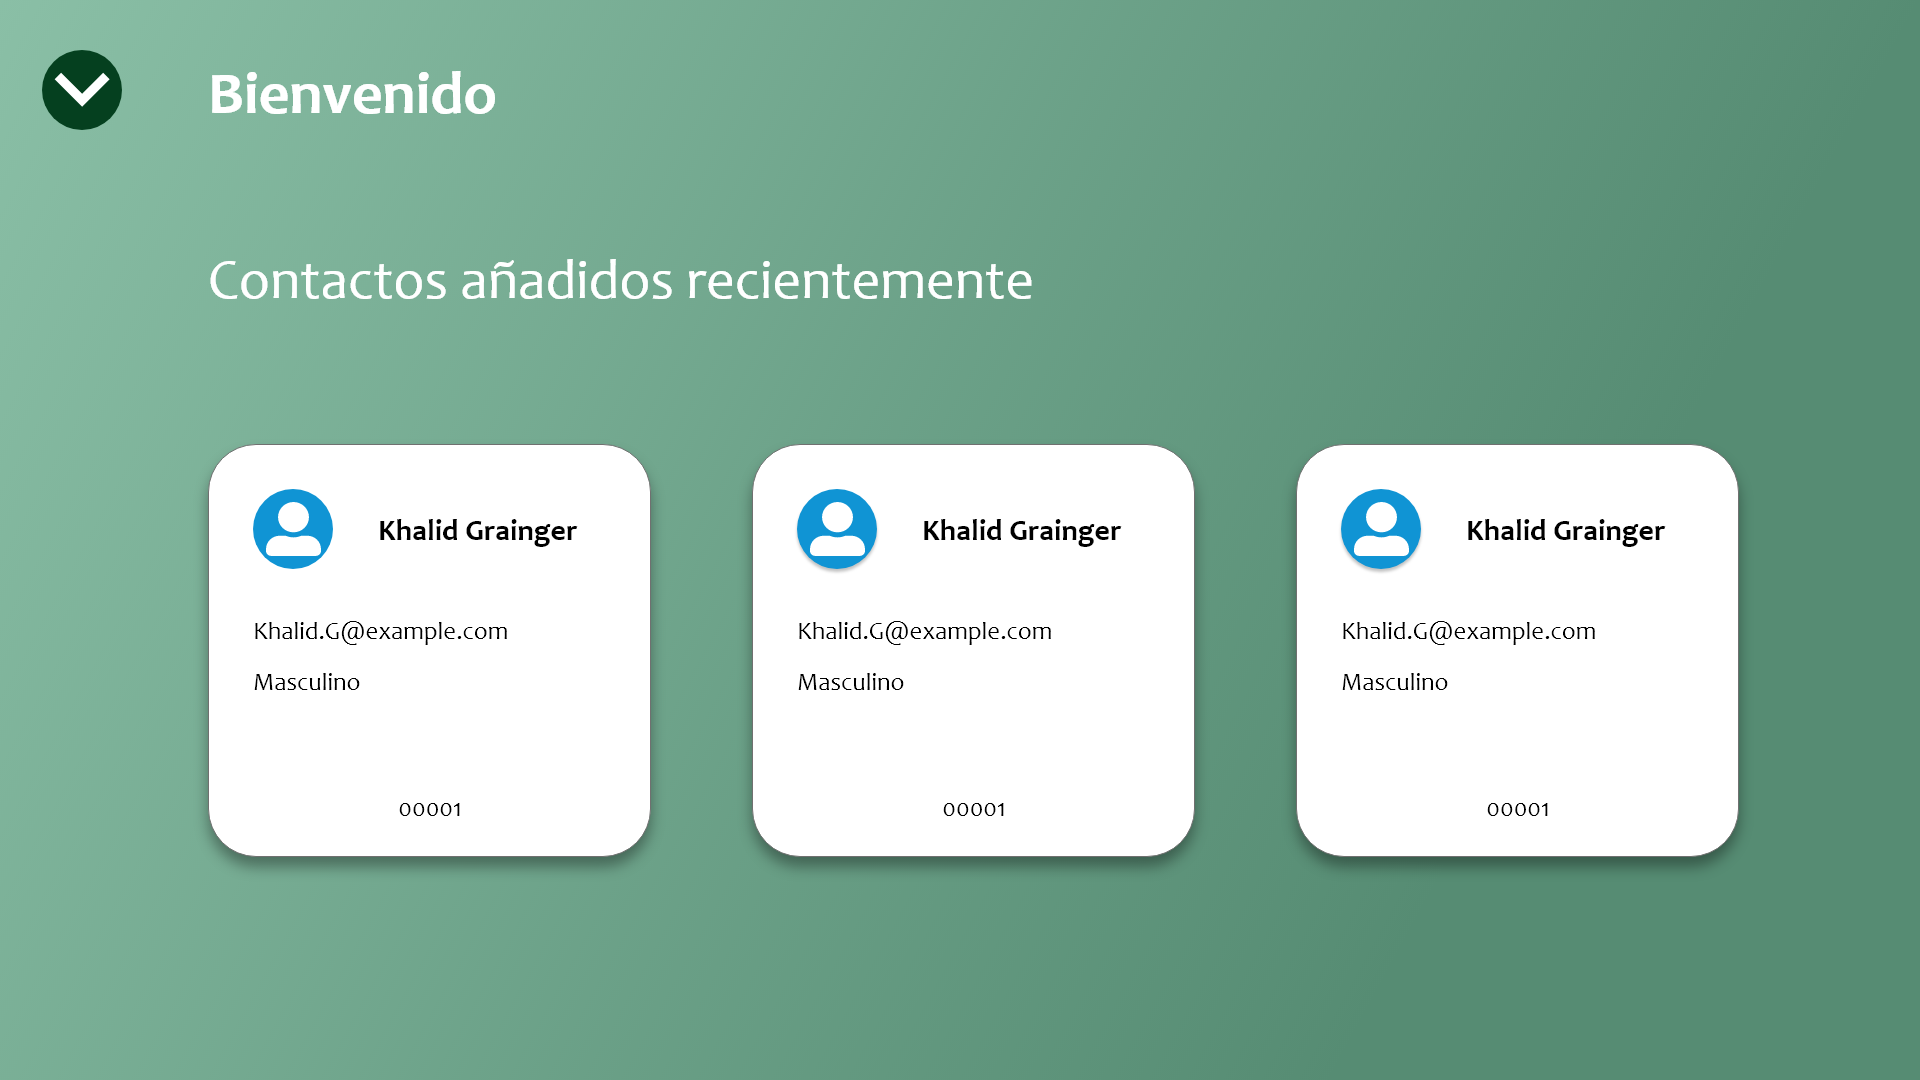 Bienvenido
Contactos añadidos recientemente
Khalid Grainger
Khalid.G@example.com
Masculino
00001
Khalid Grainger
Khalid.G@example.com
Masculino
00001
Khalid Grainger
Khalid.G@example.com
Masculino
00001